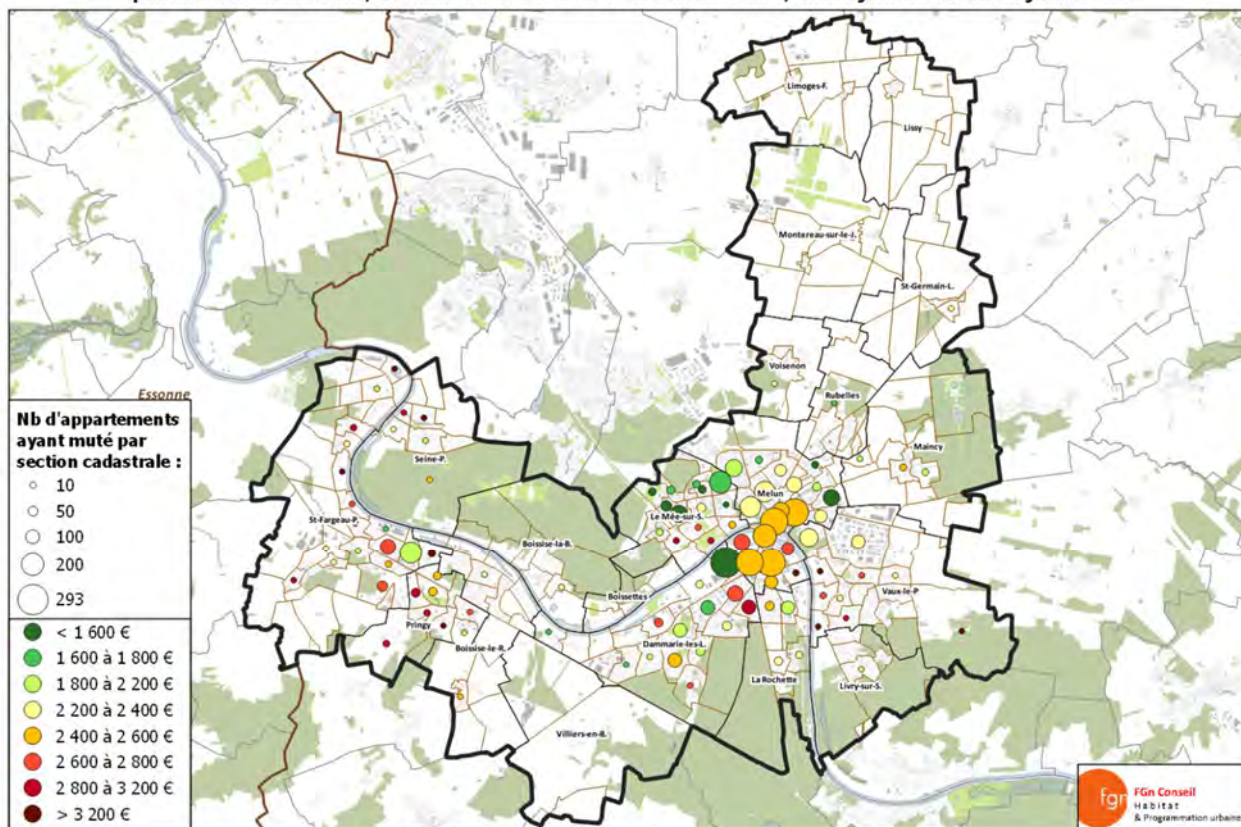 Essonne
Nb d'appartements
ayant muté par
section cadastrale :
10
50
100
200
293
< 1 600 €
1 600 à 1 800 €
1 800 à 2 200 €
2 200 à 2 400 €
2 400 à 2 600 €
2 600 à 2 800 €
2 800 à 3 200 €
> 3 200 €
Limoges-F.
Lissy
Montereau-sur-le-J.
St-Germain-L.
Voisenon
Rubelles
Maincy
Melun
Le Mée-sur-S.
Seine-P.
St-Fargeau-P.
Boissise-la-B.
Boissettes
Vaux-le-P
Pringy
Boissise-le-R.
Dammarie-les-L.
La Rochette
Livry-sur-S.
Villiers-en-B.
fgn
FGn Conseil
Habitat
& Programmation urbaine